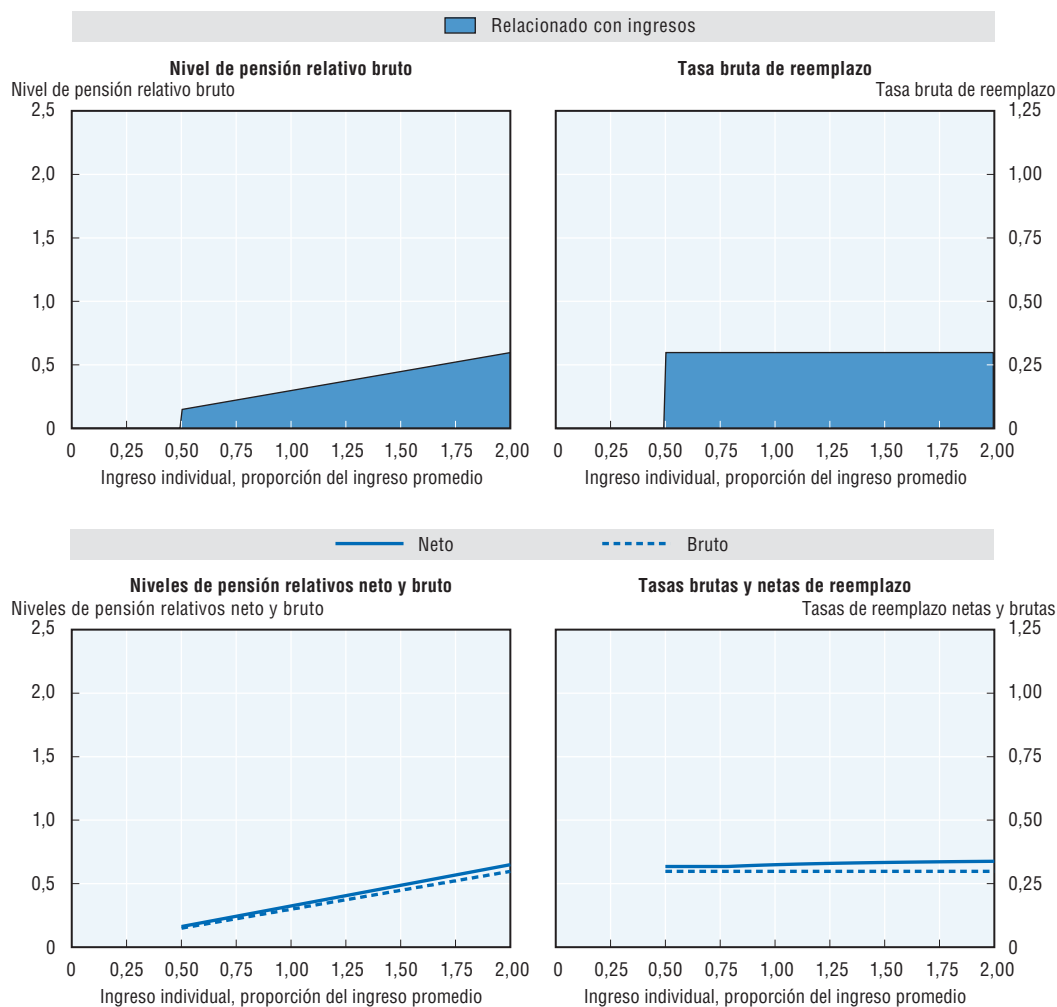 Relacionado con ingresos
Nivel de pensión relativo bruto
Nivel de pensión relativo bruto
2,5
2,0
1,5
1,0
0,5
0
0 0,25 0,50 0,75 1,00 1,25 1,50 1,75 2,00
Ingreso individual, proporción del ingreso promedio
Tasa bruta de reemplazo
Tasa bruta de reemplazo
1,25
1,00
0,75
0,50
0,25
0
0 0,25 0,50 0,75 1,00 1,25 1,50 1,75 2,00
Ingreso individual, proporción del ingreso promedio
Neto Bruto
Niveles de pensión relativos neto y bruto
Niveles de pensión relativos neto y bruto
2,5
2,0
1,5
1,0
0,5
0
0 0,25 0,50 0,75 1,00 1,25 1,50 1,75 2,00
Ingreso individual, proporción del ingreso promedio
Tasas brutas y netas de reemplazo
Tasas de reemplazo netas y brutas
1,25
1,00
0,75
0,50
0,25
0
0 0,25 0,50 0,75 1,00 1,25 1,50 1,75 2,00
Ingreso individual, proporción del ingreso promedio